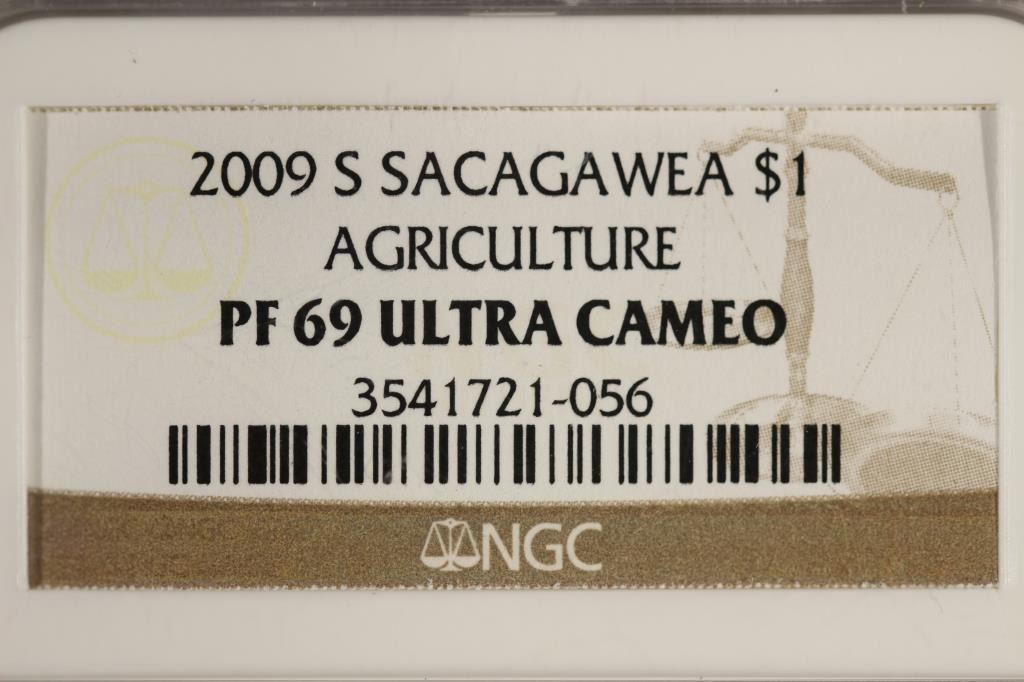 2009 S SACAGAWEA $1
AGRICULTURE
PF 69 ULTRA CAMEO
3541721-056
NGC